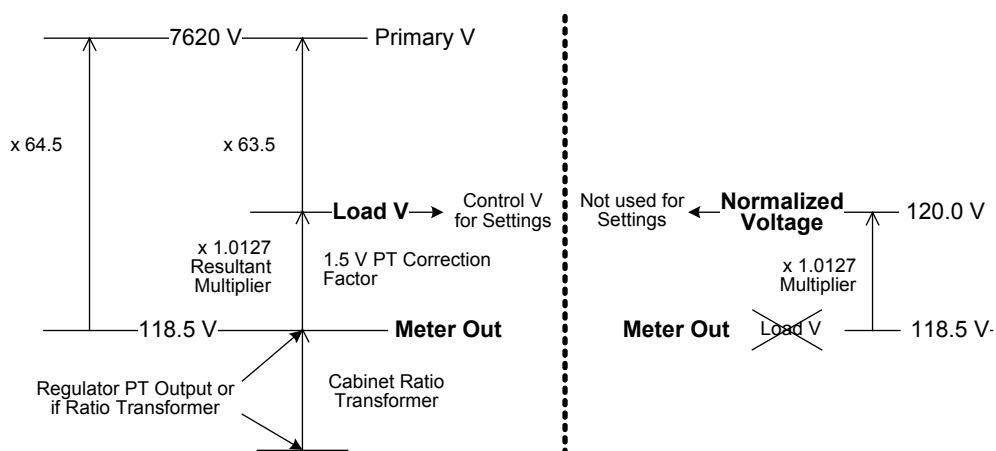 7620 V
Primary V
x 64.5
x 63.5
Load V
Control V
for Settings
x 1.0127
Resultant
Multiplier
1.5 V PT Correction
Factor
118.5 V
Meter Out
Regulator PT Output or
if Ratio Transformer
Cabinet Ratio
Transformer
Not used for
Settings
Normalized
Voltage
120.0 V
x 1.0127
Multiplier
Meter Out
Load V
118.5 V